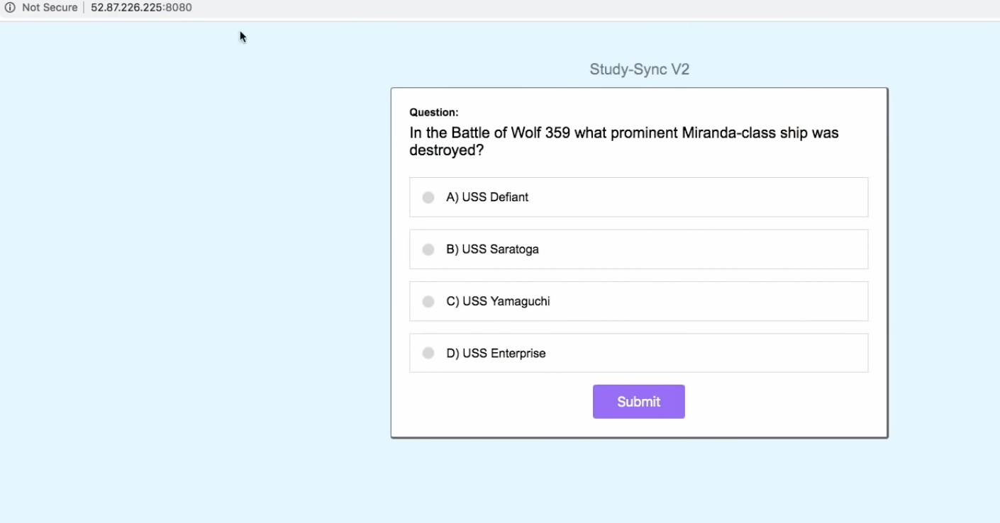 Not Secure | 52.87.226.225:8080
Study-Sync V2
Question:
In the Battle of Wolf 359 what prominent Miranda-class ship was
destroyed?
A) USS Defiant
B) USS Saratoga
C) USS Yamaguchi
D) USS Enterprise
Submit